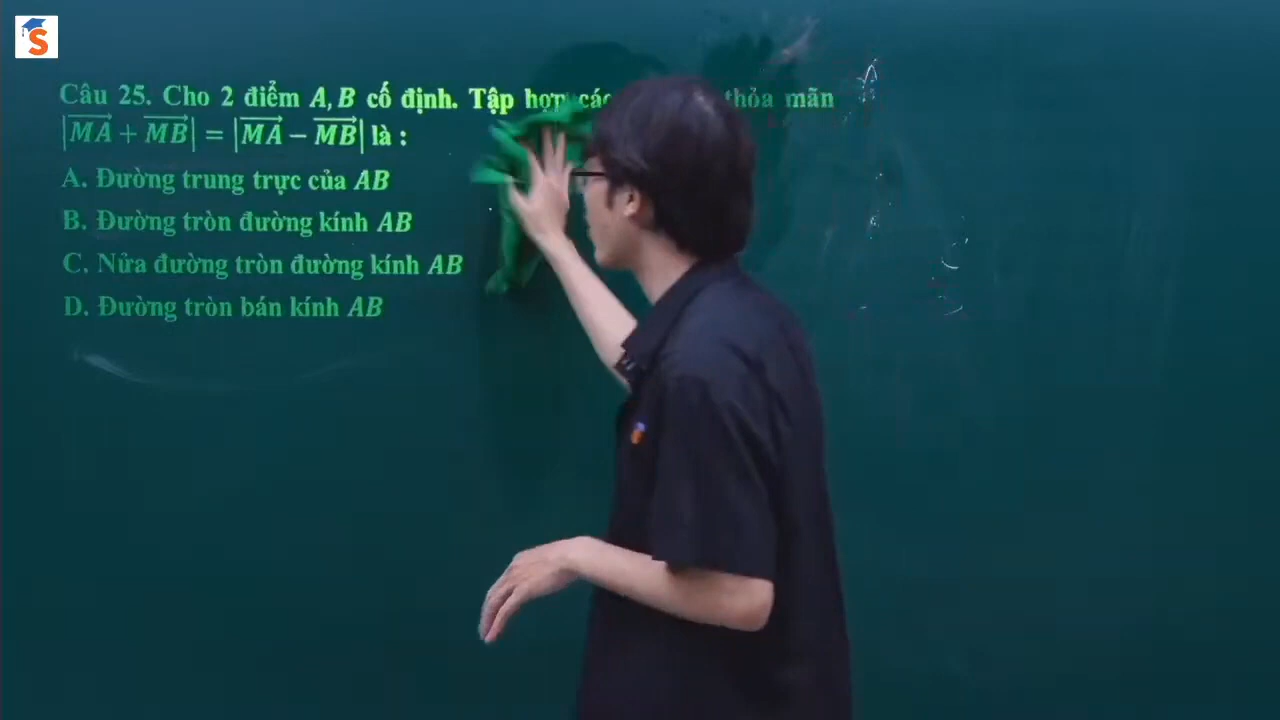 S
Câu 25. Cho 2 điểm A, B cố định. Tập hợp các thỏa mãn
|MA + MB| = |MA − MB| là :
A. Đường trung trực của AB
B. Đường tròn đường kính AB
C. Nửa đường tròn đường kính AB
D. Đường tròn bán kính AB